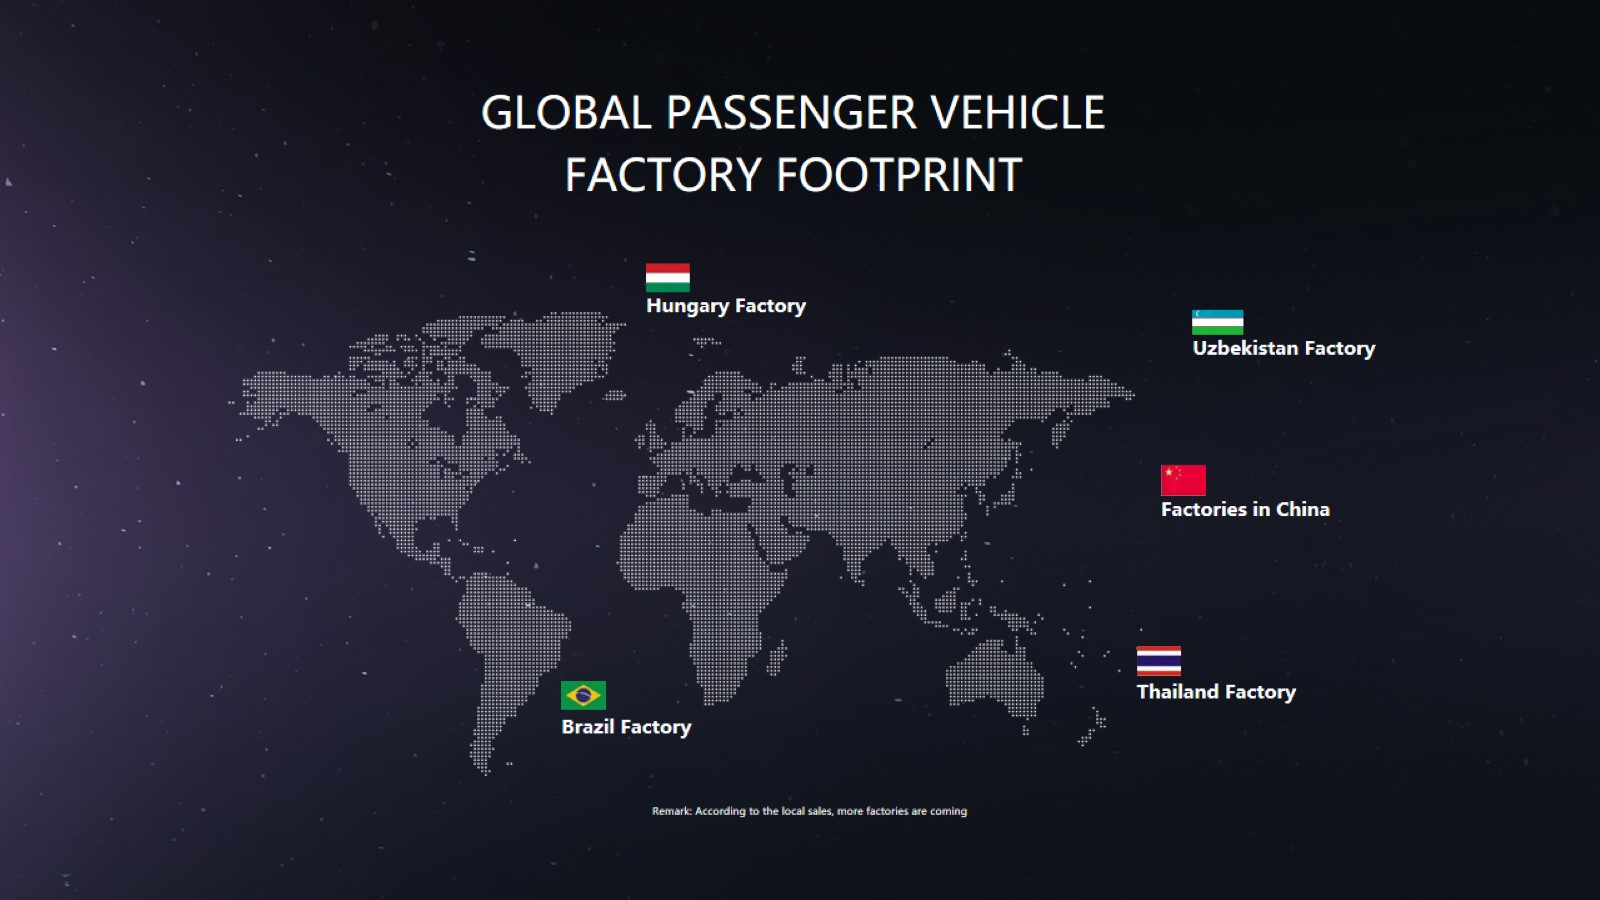 GLOBAL PASSENGER VEHICLE
FACTORY FOOTPRINT
Hungary Factory
Uzbekistan Factory
Factories in China
Thailand Factory
Brazil Factory
Remark: According to the local sales, more factories are coming